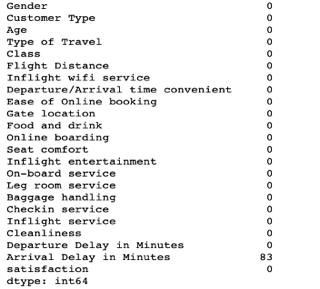 Gender 0
Customer Type 0
Age 0
Type of Travel 0
Class 0
Flight Distance 0
Inflight wifi service 0
Departure/Arrival time convenient 0
Ease of Online booking 0
Gate location 0
Food and drink 0
Online boarding 0
Seat comfort 0
Inflight entertainment 0
On-board service 0
Leg room service 0
Baggage handling 0
Checkin service 0
Inflight service 0
Cleanliness 0
Departure Delay in Minutes 0
Arrival Delay in Minutes 83
satisfaction 0
dtype: int64